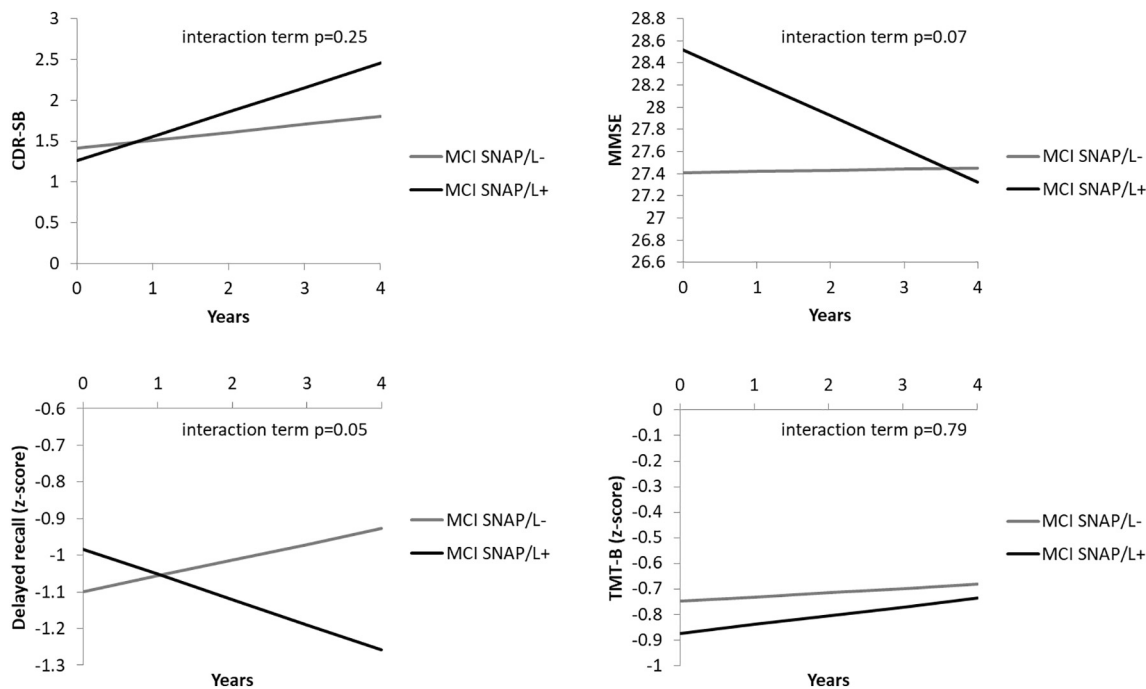 interaction term p=0.25
3
2.5
2
1.5
1
0.5
0
CDR-SB
0 1 2 3 4
Years
MCI SNAP/L-
MCI SNAP/L+
interaction term p=0.07
28.8
28.6
28.4
28.2
28
27.8
27.6
27.4
27.2
27
26.8
26.6
MMSE
0 1 2 3 4
Years
MCI SNAP/L-
MCI SNAP/L+
0 1 2 3 4
interaction term p=0.05
-0.6
-0.7
-0.8
-0.9
-1
-1.1
-1.2
-1.3
Delayed recall (z-score)
Years
MCI SNAP/L-
MCI SNAP/L+
0 1 2 3 4
interaction term p=0.79
0
-0.1
-0.2
-0.3
-0.4
-0.5
-0.6
-0.7
-0.8
-0.9
-1
TMT-B (z-score)
Years
MCI SNAP/L-
MCI SNAP/L+